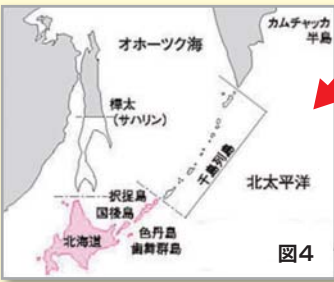 カムチャッカ
半島
オホーツク海
樺太
(サハリン)
千島列島
北太平洋
択捉島
国後島
色丹島
歯舞群島
北海道
図4